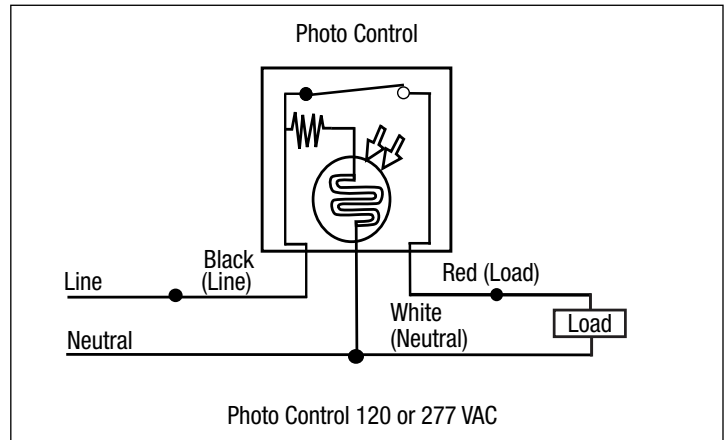 Photo Control
Black
(Line)
Line
Red (Load)
White
(Neutral)
Load
Neutral
Photo Control 120 or 277 VAC